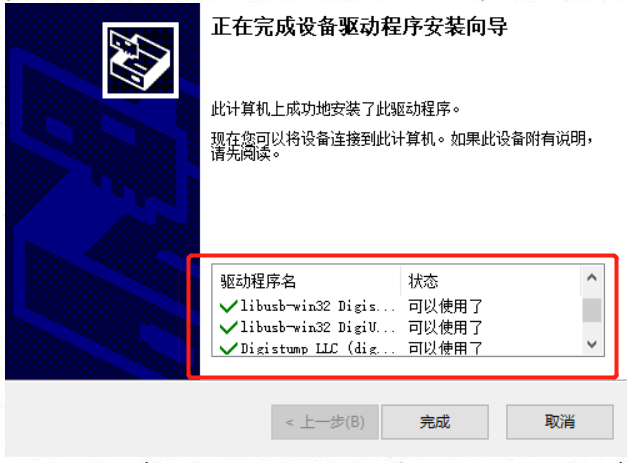 正在完成设备驱动程序安装向导
此计算机上成功地安装了此驱动程序。
现在您可以将设备连接到此计算机。如果此设备附有说明，
请先阅读。
驱动程序名 状态
libusb-win32 Digis... 可以使用了
libusb-win32 DigiU... 可以使用了
Digistump LLC (dig... 可以使用了
< 上一步(B) 完成 取消